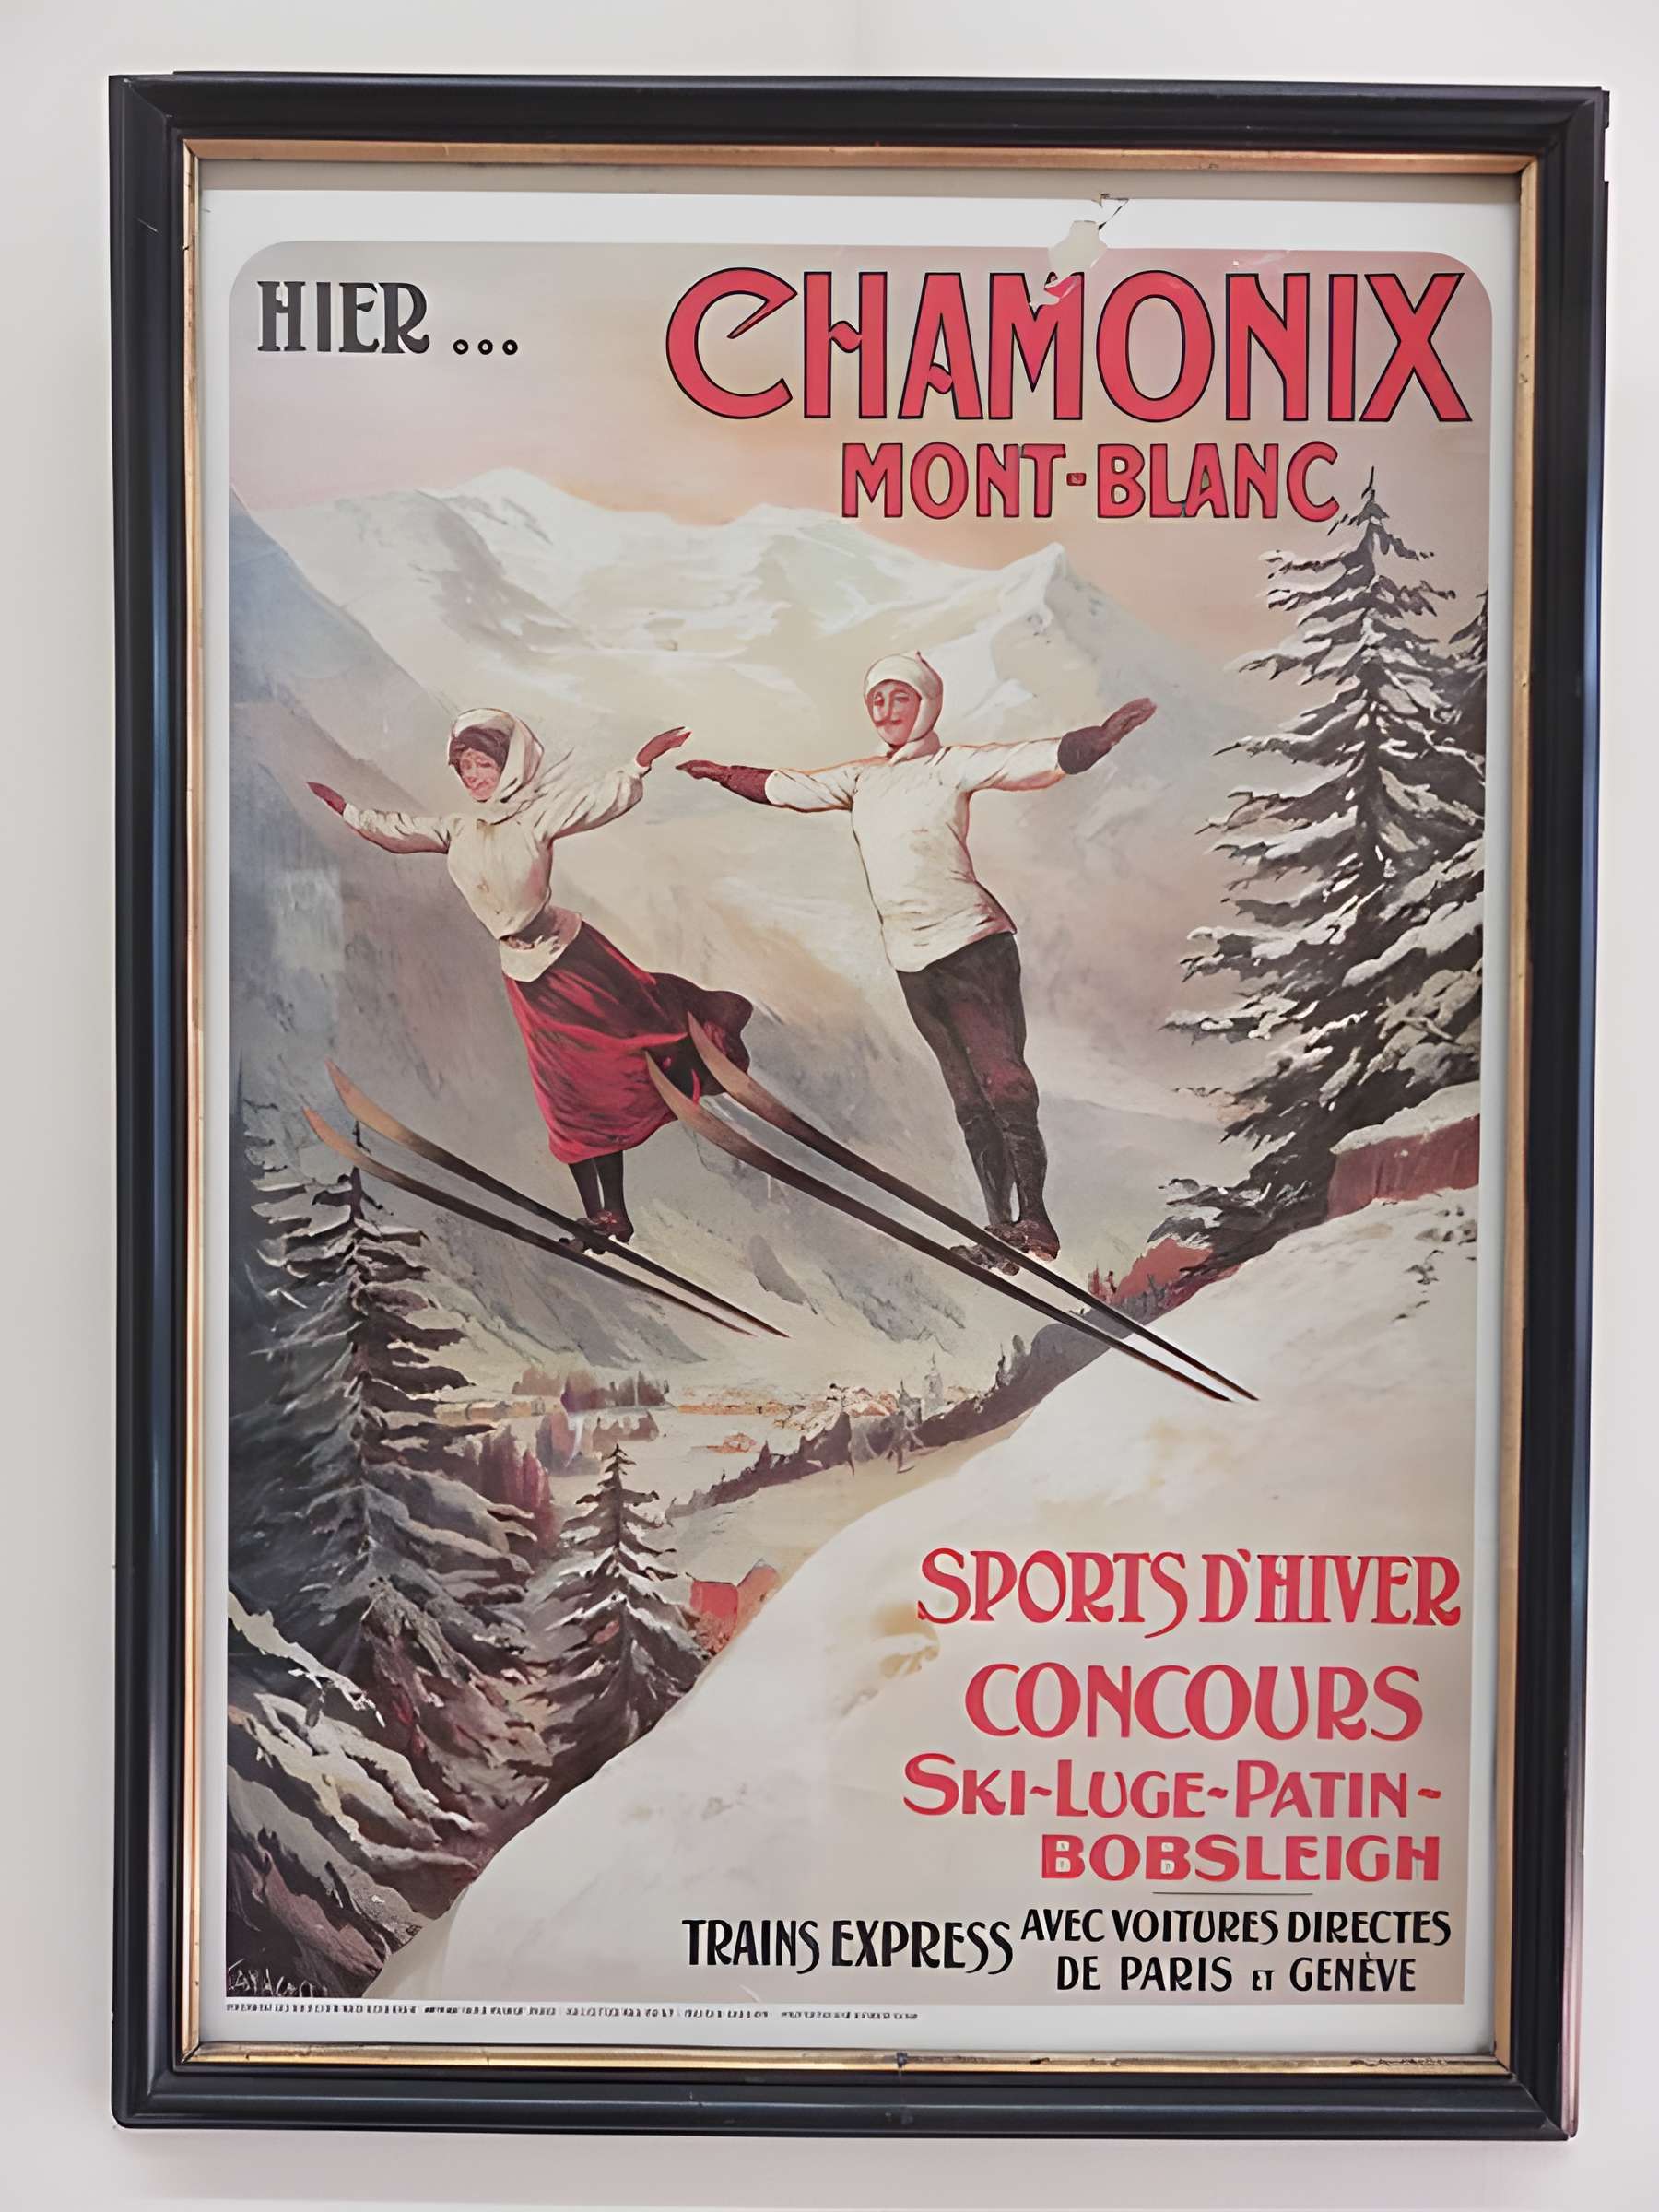 HIER ...
CHAMONIX
MONT-BLANC
SPORTS D'HIVER
CONCOURS
SKI-LUGE-PATIN-
BOBSLEIGH
TRAINS EXPRESS AVEC VOITURES DIRECTES
DE PARIS ET GENÈVE